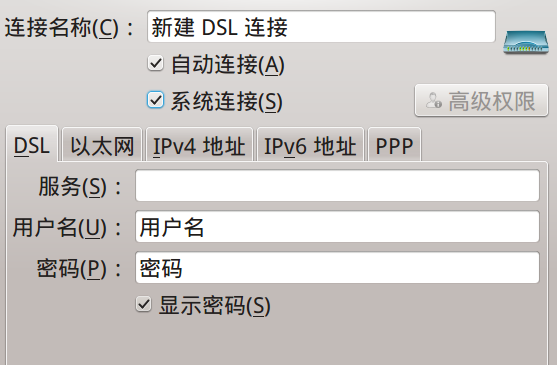 连接名称(C)： 新建 DSL 连接
自动连接(A)
系统连接(S) 高级权限
DSL 以太网 IPv4 地址 IPv6 地址 PPP
服务(S)：
用户名(U)： 用户名
密码(P)： 密码
显示密码(S)